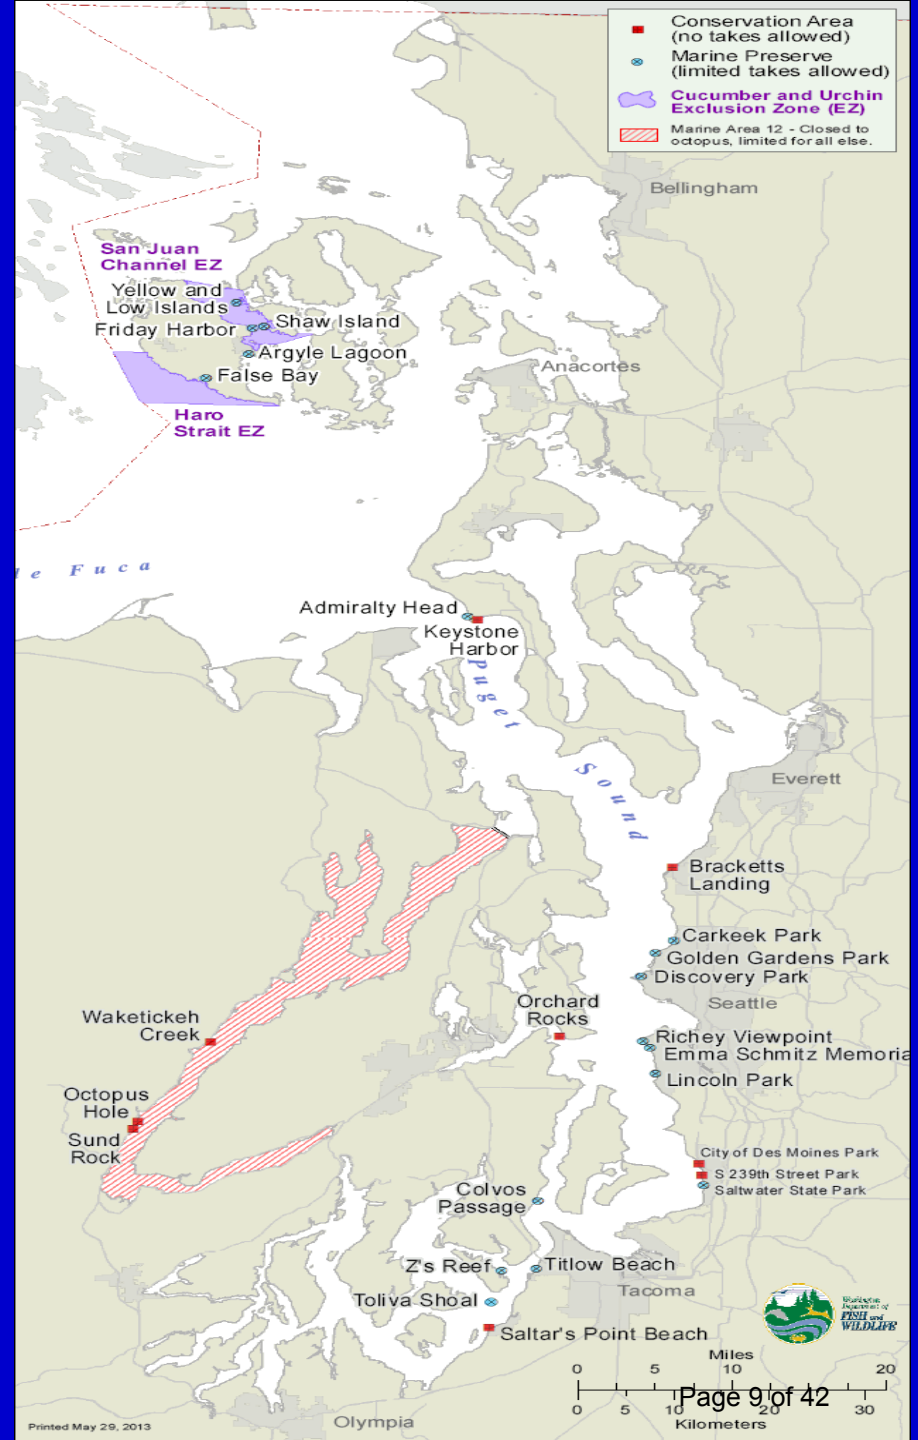 Conservation Area
(no takes allowed)
Marine Preserve
(limited takes allowed)
Cucumber and Urchin
Exclusion Zone (EZ)
Marine Area 12 - Closed to
octopus, limited for all else.
Bellingham
San Juan
Channel EZ
Yellow and
Low Islands
Friday Harbor
Shaw Island
Argyle Lagoon
False Bay
Anacortes
Haro
Strait EZ
e Fuca
Admiralty Head
Keystone
Harbor
Puget
Sound
Everett
Bracketts
Landing
Carkeek Park
Golden Gardens Park
Discovery Park
Seattle
Orchard
Rocks
Waketickeh
Creek
Richey Viewpoint
Emma Schmitz Memoria
Lincoln Park
Octopus
Hole
Sund
Rock
City of Des Moines Park
S 239th Street Park
Saltwater State Park
Colvos
Passage
Z's Reef
Titlow Beach
Tacoma
Toliva Shoal
Saltar's Point Beach
Washington
Department of
FISH and
WILDLIFE
Miles
0 5 10 20
Page 9 of 42
0 5 10 20 30
Kilometers
Olympia
Printed May 29, 2013